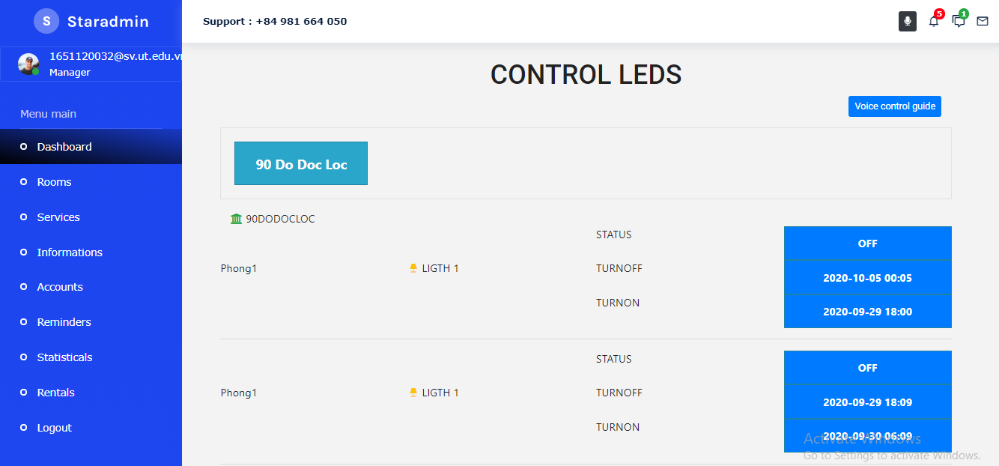 S Staradmin
Support : +84 981 664 050
5
1
1651120032@sv.ut.edu.vn
Manager
Menu main
Dashboard
Rooms
Services
Informations
Accounts
Reminders
Statisticals
Rentals
Logout
CONTROL LEDS
Voice control guide
90 Do Doc Loc
90DODOCLOC
Phong1
LIGTH 1
STATUS
OFF
TURNOFF
2020-10-05 00:05
TURNON
2020-09-29 18:00
Phong1
LIGTH 1
STATUS
OFF
TURNOFF
2020-09-29 18:09
TURNON
2020-09-30 06:09
Activate Windows
Go to Settings to activate Windows.